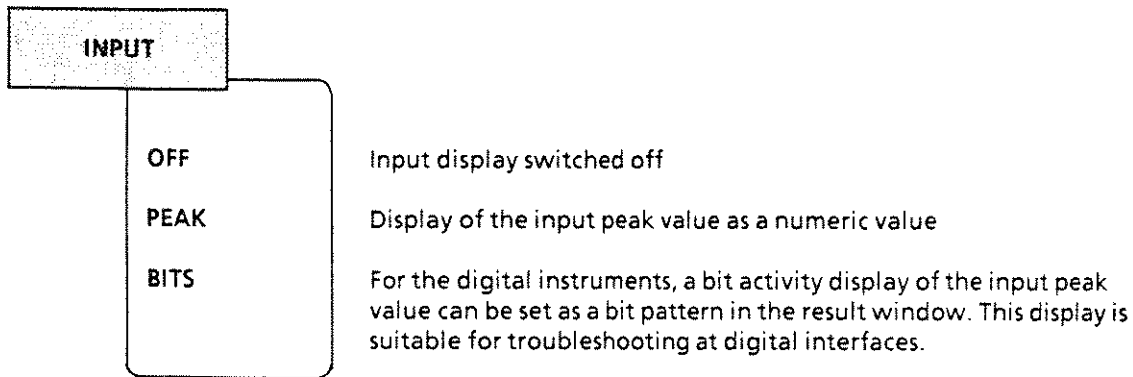 INPUT
OFF Input display switched off
PEAK Display of the input peak value as a numeric value
BITS For the digital instruments, a bit activity display of the input peak
value can be set as a bit pattern in the result window. This display is
suitable for troubleshooting at digital interfaces.